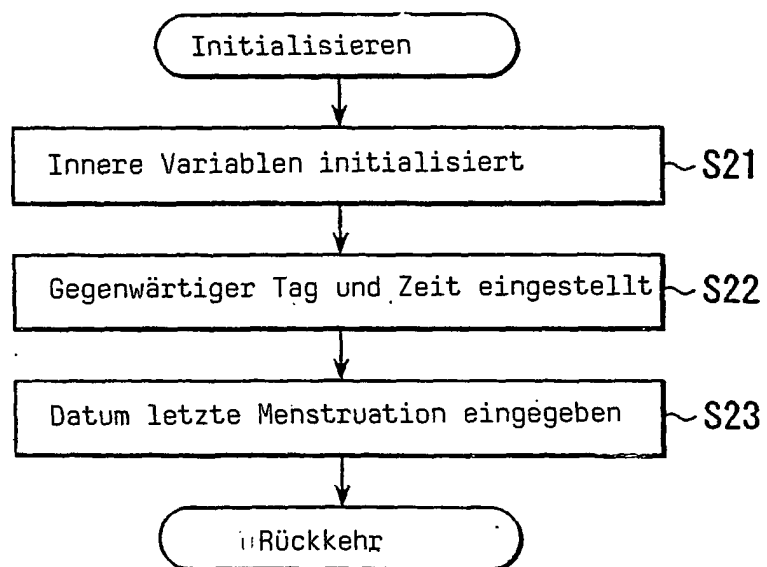 Initialisieren
Innere Variablen initialisiert
S21
Gegenwärtiger Tag und Zeit eingestellt
S22
Datum letzte Menstruation eingegeben
S23
Rückkehr